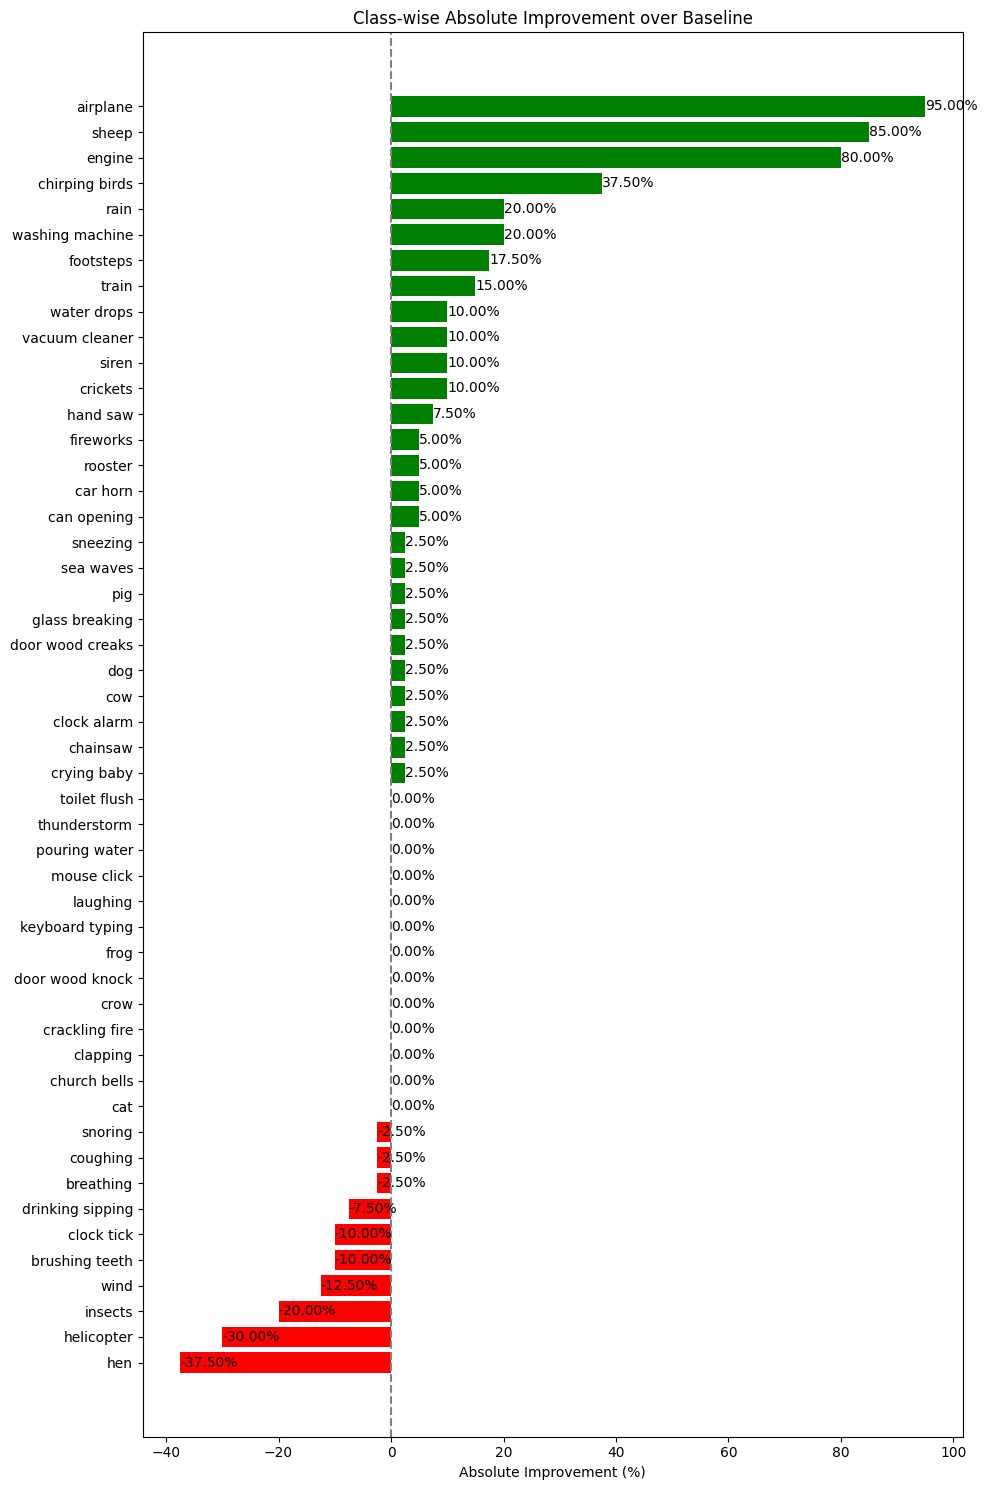 Class-wise Absolute Improvement over Baseline
airplane 95.00%
sheep 85.00%
engine 80.00%
chirping birds 37.50%
rain 20.00%
washing machine 20.00%
footsteps 17.50%
train 15.00%
water drops 10.00%
vacuum cleaner 10.00%
siren 10.00%
crickets 10.00%
hand saw 7.50%
fireworks 5.00%
rooster 5.00%
car horn 5.00%
can opening 5.00%
sneezing 2.50%
sea waves 2.50%
pig 2.50%
glass breaking 2.50%
door wood creaks 2.50%
dog 2.50%
cow 2.50%
clock alarm 2.50%
chainsaw 2.50%
crying baby 2.50%
toilet flush 0.00%
thunderstorm 0.00%
pouring water 0.00%
mouse click 0.00%
laughing 0.00%
keyboard typing 0.00%
frog 0.00%
door wood knock 0.00%
crow 0.00%
crackling fire 0.00%
clapping 0.00%
church bells 0.00%
cat 0.00%
snoring -2.50%
coughing -2.50%
breathing -2.50%
drinking sipping -7.50%
clock tick -10.00%
brushing teeth -10.00%
wind -12.50%
insects -20.00%
helicopter -30.00%
hen -37.50%
−40 −20 0 20 40 60 80 100
Absolute Improvement (%)